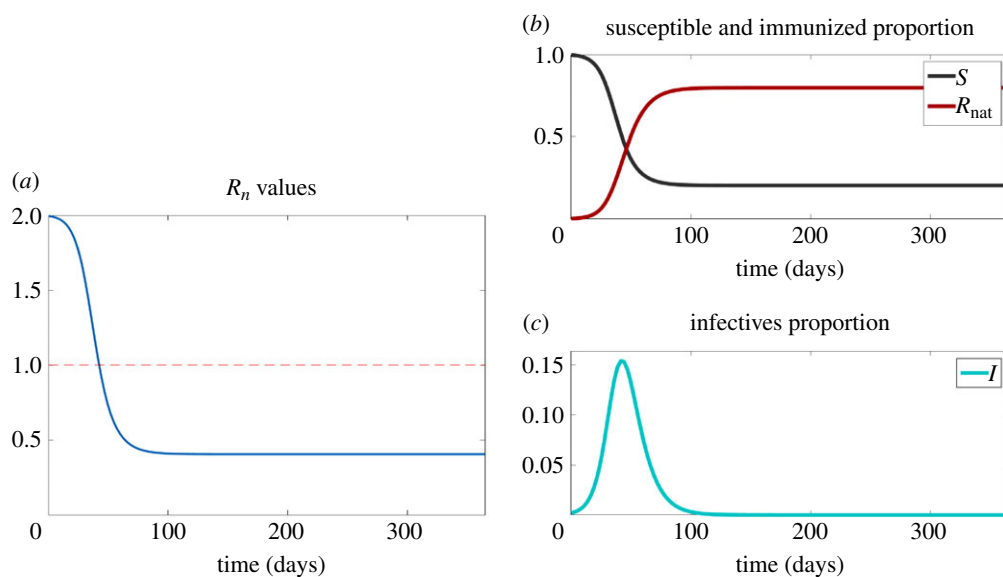 (a)
R_n values
2.0
1.5
1.0
0.5
0 100 200 300
time (days)
(b)
susceptible and immunized proportion
1.0
0.5
S
R_nat
0 100 200 300
time (days)
(c)
infectives proportion
0.15
0.10
0.05
I
0 100 200 300
time (days)